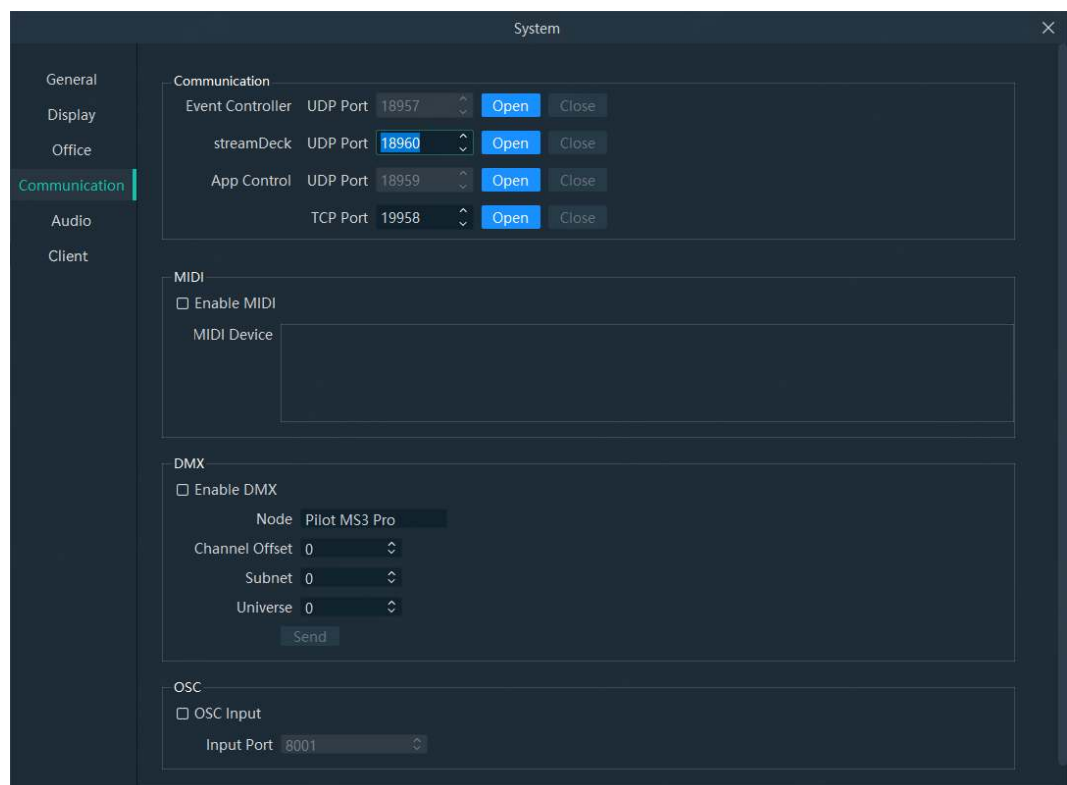 System
General
Display
Office
Communication
Audio
Client
Communication
Event Controller UDP Port 18957 Open Close
streamDeck UDP Port 18960 Open Close
App Control UDP Port 18959 Open Close
TCP Port 19958 Open Close
MIDI
Enable MIDI
MIDI Device
DMX
Enable DMX
Node Pilot MS3 Pro
Channel Offset 0
Subnet 0
Universe 0
Send
OSC
OSC Input
Input Port 8001